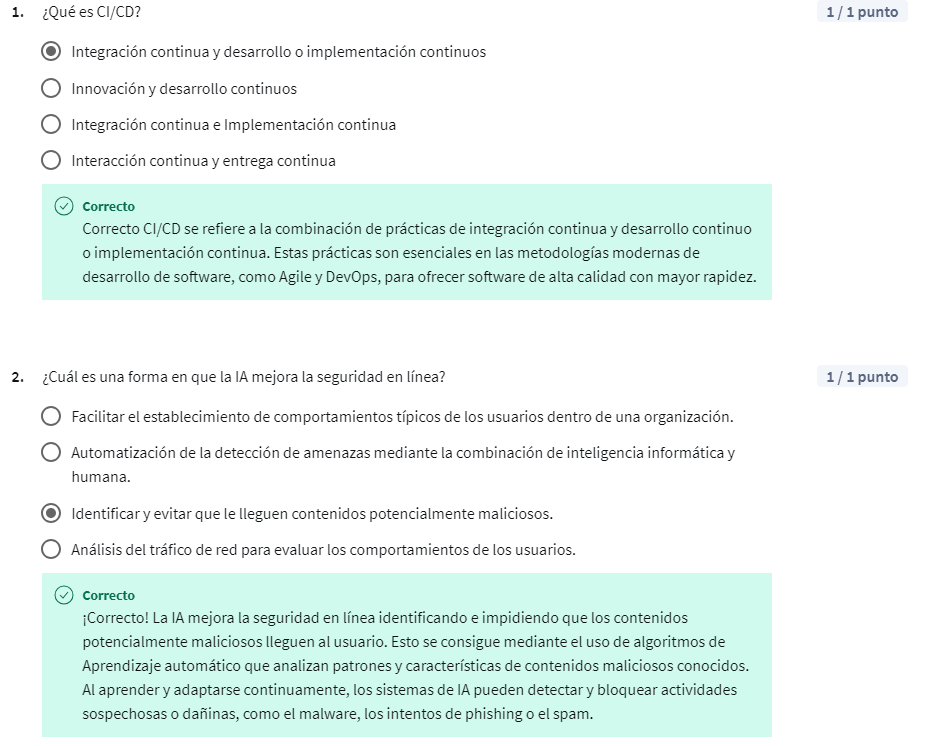 1. ¿Qué es CI/CD?
1 / 1 punto
Integración continua y desarrollo o implementación continuos
Innovación y desarrollo continuos
Integración continua e Implementación continua
Interacción continua y entrega continua
Correcto
Correcto CI/CD se refiere a la combinación de prácticas de integración continua y desarrollo continuo
o implementación continua. Estas prácticas son esenciales en las metodologías modernas de
desarrollo de software, como Agile y DevOps, para ofrecer software de alta calidad con mayor rapidez.
2. ¿Cuál es una forma en que la IA mejora la seguridad en línea?
1 / 1 punto
Facilitar el establecimiento de comportamientos típicos de los usuarios dentro de una organización.
Automatización de la detección de amenazas mediante la combinación de inteligencia informática y
humana.
Identificar y evitar que le lleguen contenidos potencialmente maliciosos.
Análisis del tráfico de red para evaluar los comportamientos de los usuarios.
Correcto
¡Correcto! La IA mejora la seguridad en línea identificando e impidiendo que los contenidos
potencialmente maliciosos lleguen al usuario. Esto se consigue mediante el uso de algoritmos de
Aprendizaje automático que analizan patrones y características de contenidos maliciosos conocidos.
Al aprender y adaptarse continuamente, los sistemas de IA pueden detectar y bloquear actividades
sospechosas o dañinas, como el malware, los intentos de phishing o el spam.